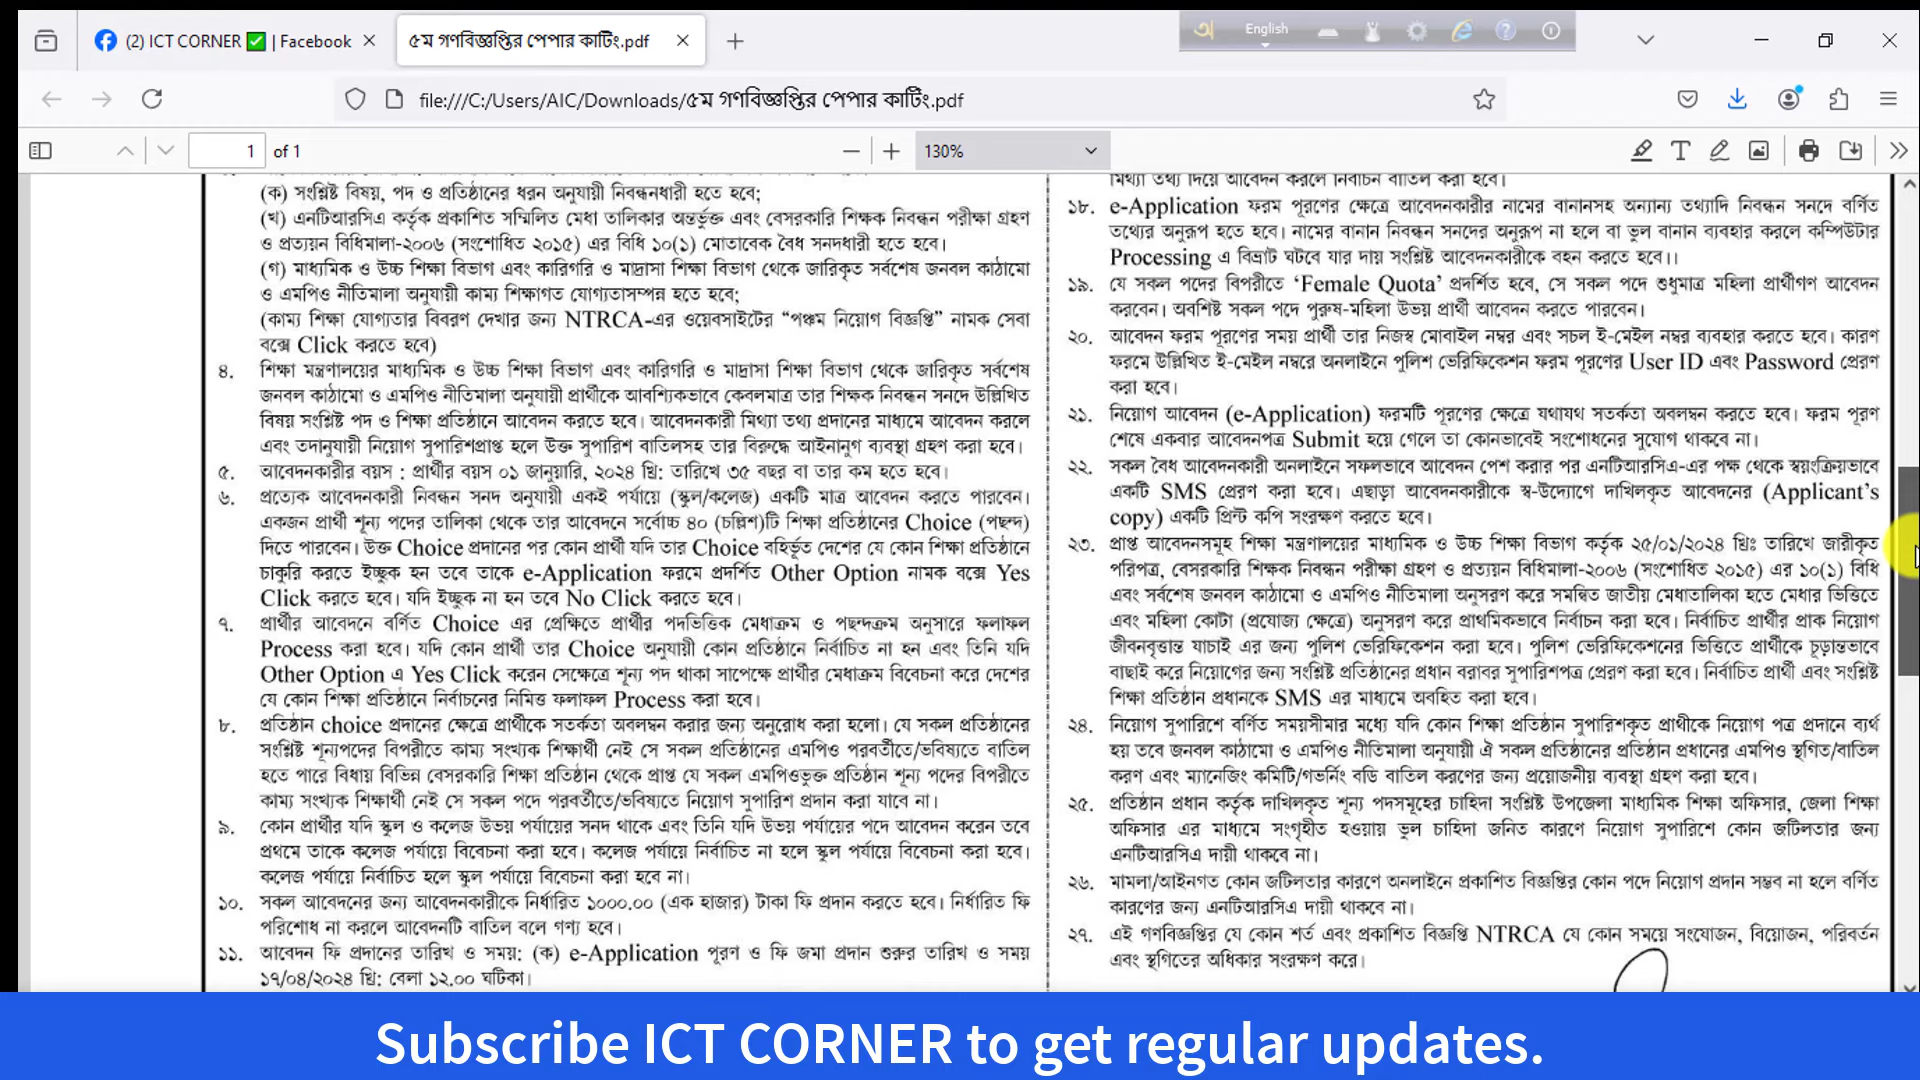 (2) ICT CORNER ✅ | Facebook
৫ম গণবিজ্ঞপ্তির পেপার কাটিং.pdf
English
file:///C:/Users/AIC/Downloads/৫ম গণবিজ্ঞপ্তির পেপার কাটিং.pdf
1 of 1
130%
(ক) সংশ্লিষ্ট বিষয়, পদ ও প্রতিষ্ঠানের ধরন অনুযায়ী নিবন্ধনধারী হতে হবে;
(খ) এনটিআরসিএ কর্তৃক প্রকাশিত সম্মিলিত মেধা তালিকার অন্তর্ভুক্ত এবং বেসরকারি শিক্ষক নিবন্ধন পরীক্ষা গ্রহণ
ও প্রত্যয়ন বিধিমালা-২০০৬ (সংশোধিত ২০১৫) এর বিধি ১০(১) মোতাবেক বৈধ সনদধারী হতে হবে।
(গ) মাধ্যমিক ও উচ্চ শিক্ষা বিভাগ এবং কারিগরি ও মাদ্রাসা শিক্ষা বিভাগ থেকে জারিকৃত সর্বশেষ জনবল কাঠামো
ও এমপিও নীতিমালা অনুযায়ী কাম্য শিক্ষাগত যোগ্যতাসম্পন্ন হতে হবে;
(কাম্য শিক্ষা যোগ্যতার বিবরণ দেখার জন্য NTRCA-এর ওয়েবসাইটের “পঞ্চম নিয়োগ বিজ্ঞপ্তি” নামক সেবা
বক্সে Click করতে হবে)
৪. শিক্ষা মন্ত্রণালয়ের মাধ্যমিক ও উচ্চ শিক্ষা বিভাগ এবং কারিগরি ও মাদ্রাসা শিক্ষা বিভাগ থেকে জারিকৃত সর্বশেষ
জনবল কাঠামো ও এমপিও নীতিমালা অনুযায়ী প্রার্থীকে আবশ্যিকভাবে কেবলমাত্র তার শিক্ষক নিবন্ধন সনদে উল্লিখিত
বিষয় সংশ্লিষ্ট পদ ও শিক্ষা প্রতিষ্ঠানে আবেদন করতে হবে। আবেদনকারী মিথ্যা তথ্য প্রদানের মাধ্যমে আবেদন করলে
এবং তদানুযায়ী নিয়োগ সুপারিশপ্রাপ্ত হলে উক্ত সুপারিশ বাতিলসহ তার বিরুদ্ধে আইনানুগ ব্যবস্থা গ্রহণ করা হবে।
৫. আবেদনকারীর বয়স : প্রার্থীর বয়স ০১ জানুয়ারি, ২০২৪ খ্রি: তারিখে ৩৫ বছর বা তার কম হতে হবে।
৬. প্রত্যেক আবেদনকারী নিবন্ধন সনদ অনুযায়ী একই পর্যায়ে (স্কুল/কলেজ) একটি মাত্র আবেদন করতে পারবেন।
একজন প্রার্থী শূন্য পদের তালিকা থেকে তার আবেদনে সর্বোচ্চ ৪০ (চল্লিশ)টি শিক্ষা প্রতিষ্ঠানের Choice (পছন্দ)
দিতে পারবেন। উক্ত Choice প্রদানের পর কোন প্রার্থী যদি তার Choice বহির্ভূত দেশের যে কোন শিক্ষা প্রতিষ্ঠানে
চাকুরি করতে ইচ্ছুক হন তবে তাকে e-Application ফরমে প্রদর্শিত Other Option নামক বক্সে Yes
Click করতে হবে। যদি ইচ্ছুক না হন তবে No Click করতে হবে।
৭. প্রার্থীর আবেদনে বর্ণিত Choice এর প্রেক্ষিতে প্রার্থীর পদভিত্তিক মেধাক্রম ও পছন্দক্রম অনুসারে ফলাফল
Process করা হবে। যদি কোন প্রার্থী তার Choice অনুযায়ী কোন প্রতিষ্ঠানে নির্বাচিত না হন এবং তিনি যদি
Other Option এ Yes Click করেন সেক্ষেত্রে শূন্য পদ থাকা সাপেক্ষে প্রার্থীর মেধাক্রম বিবেচনা করে দেশের
যে কোন শিক্ষা প্রতিষ্ঠানে নির্বাচনের নিমিত্ত ফলাফল Process করা হবে।
৮. প্রতিষ্ঠান choice প্রদানের ক্ষেত্রে প্রার্থীকে সতর্কতা অবলম্বন করার জন্য অনুরোধ করা হলো। যে সকল প্রতিষ্ঠানের
সংশ্লিষ্ট শূন্যপদের বিপরীতে কাম্য সংখ্যক শিক্ষার্থী নেই সে সকল প্রতিষ্ঠানের এমপিও পরবর্তীতে/ভবিষ্যতে বাতিল
হতে পারে বিধায় বিভিন্ন বেসরকারি শিক্ষা প্রতিষ্ঠান থেকে প্রাপ্ত যে সকল এমপিওভুক্ত প্রতিষ্ঠান শূন্য পদের বিপরীতে
কাম্য সংখ্যক শিক্ষার্থী নেই সে সকল পদে পরবর্তীতে/ভবিষ্যতে নিয়োগ সুপারিশ প্রদান করা যাবে না।
৯. কোন প্রার্থীর যদি স্কুল ও কলেজ উভয় পর্যায়ের সনদ থাকে এবং তিনি যদি উভয় পর্যায়ের পদে আবেদন করেন তবে
প্রথমে তাকে কলেজ পর্যায়ে বিবেচনা করা হবে। কলেজ পর্যায়ে নির্বাচিত না হলে স্কুল পর্যায়ে বিবেচনা করা হবে।
কলেজ পর্যায়ে নির্বাচিত হলে স্কুল পর্যায়ে বিবেচনা করা হবে না।
১০. সকল আবেদনের জন্য আবেদনকারীকে নির্ধারিত ১০০০.০০ (এক হাজার) টাকা ফি প্রদান করতে হবে। নির্ধারিত ফি
পরিশোধ না করলে আবেদনটি বাতিল বলে গণ্য হবে।
১১. আবেদন ফি প্রদানের তারিখ ও সময়: (ক) e-Application পূরণ ও ফি জমা প্রদান শুরুর তারিখ ও সময়
১৭/০৪/২০২৪ খ্রি: বেলা ১২.০০ ঘটিকা।
মিথ্যা তথ্য দিয়ে আবেদন করলে নির্বাচন বাতিল করা হবে।
১৮. e-Application ফরম পূরণের ক্ষেত্রে আবেদনকারীর নামের বানানসহ অন্যান্য তথ্যাদি নিবন্ধন সনদে বর্ণিত
তথ্যের অনুরূপ হতে হবে। নামের বানান নিবন্ধন সনদের অনুরূপ না হলে বা ভুল বানান ব্যবহার করলে কম্পিউটার
Processing এ বিভ্রাট ঘটবে যার দায় সংশ্লিষ্ট আবেদনকারীকে বহন করতে হবে।।
১৯. যে সকল পদের বিপরীতে ‘Female Quota’ প্রদর্শিত হবে, সে সকল পদে শুধুমাত্র মহিলা প্রার্থীগণ আবেদন
করবেন। অবশিষ্ট সকল পদে পুরুষ-মহিলা উভয় প্রার্থী আবেদন করতে পারবেন।
২০. আবেদন ফরম পূরণের সময় প্রার্থী তার নিজস্ব মোবাইল নম্বর এবং সচল ই-মেইল নম্বর ব্যবহার করতে হবে। কারণ
ফরমে উল্লিখিত ই-মেইল নম্বরে অনলাইনে পুলিশ ভেরিফিকেশন ফরম পূরণের User ID এবং Password প্রেরণ
করা হবে।
২১. নিয়োগ আবেদন (e-Application) ফরমটি পূরণের ক্ষেত্রে যথাযথ সতর্কতা অবলম্বন করতে হবে। ফরম পূরণ
শেষে একবার আবেদনপত্র Submit হয়ে গেলে তা কোনভাবেই সংশোধনের সুযোগ থাকবে না।
২২. সকল বৈধ আবেদনকারী অনলাইনে সফলভাবে আবেদন পেশ করার পর এনটিআরসিএ-এর পক্ষ থেকে স্বয়ংক্রিয়ভাবে
একটি SMS প্রেরণ করা হবে। এছাড়া আবেদনকারীকে স্ব-উদ্যোগে দাখিলকৃত আবেদনের (Applicant’s
copy) একটি প্রিন্ট কপি সংরক্ষণ করতে হবে।
২৩. প্রাপ্ত আবেদনসমূহ শিক্ষা মন্ত্রণালয়ের মাধ্যমিক ও উচ্চ শিক্ষা বিভাগ কর্তৃক ২৫/০১/২০২৪ খ্রিঃ তারিখে জারীকৃত
পরিপত্র, বেসরকারি শিক্ষক নিবন্ধন পরীক্ষা গ্রহণ ও প্রত্যয়ন বিধিমালা-২০০৬ (সংশোধিত ২০১৫) এর ১০(১) বিধি
এবং সর্বশেষ জনবল কাঠামো ও এমপিও নীতিমালা অনুসরণ করে সমন্বিত জাতীয় মেধাতালিকা হতে মেধার ভিত্তিতে
এবং মহিলা কোটা (প্রযোজ্য ক্ষেত্রে) অনুসরণ করে প্রাথমিকভাবে নির্বাচন করা হবে। নির্বাচিত প্রার্থীর প্রাক নিয়োগ
জীবনবৃত্তান্ত যাচাই এর জন্য পুলিশ ভেরিফিকেশন করা হবে। পুলিশ ভেরিফিকেশনের ভিত্তিতে প্রার্থীকে চূড়ান্তভাবে
বাছাই করে নিয়োগের জন্য সংশ্লিষ্ট প্রতিষ্ঠানের প্রধান বরাবর সুপারিশপত্র প্রেরণ করা হবে। নির্বাচিত প্রার্থী এবং সংশ্লিষ্ট
শিক্ষা প্রতিষ্ঠান প্রধানকে SMS এর মাধ্যমে অবহিত করা হবে।
২৪. নিয়োগ সুপারিশে বর্ণিত সময়সীমার মধ্যে যদি কোন শিক্ষা প্রতিষ্ঠান সুপারিশকৃত প্রার্থীকে নিয়োগ পত্র প্রদানে ব্যর্থ
হয় তবে জনবল কাঠামো ও এমপিও নীতিমালা অনুযায়ী ঐ সকল প্রতিষ্ঠানের প্রতিষ্ঠান প্রধানের এমপিও স্থগিত/বাতিল
করণ এবং ম্যানেজিং কমিটি/গভর্নিং বডি বাতিল করণের জন্য প্রয়োজনীয় ব্যবস্থা গ্রহণ করা হবে।
২৫. প্রতিষ্ঠান প্রধান কর্তৃক দাখিলকৃত শূন্য পদসমূহের চাহিদা সংশ্লিষ্ট উপজেলা মাধ্যমিক শিক্ষা অফিসার, জেলা শিক্ষা
অফিসার এর মাধ্যমে সংগৃহীত হওয়ায় ভুল চাহিদা জনিত কারণে নিয়োগ সুপারিশে কোন জটিলতার জন্য
এনটিআরসিএ দায়ী থাকবে না।
২৬. মামলা/আইনগত কোন জটিলতার কারণে অনলাইনে প্রকাশিত বিজ্ঞপ্তির কোন পদে নিয়োগ প্রদান সম্ভব না হলে বর্ণিত
কারণের জন্য এনটিআরসিএ দায়ী থাকবে না।
২৭. এই গণবিজ্ঞপ্তির যে কোন শর্ত এবং প্রকাশিত বিজ্ঞপ্তি NTRCA যে কোন সময়ে সংযোজন, বিয়োজন, পরিবর্তন
এবং স্থগিতের অধিকার সংরক্ষণ করে।
Subscribe ICT CORNER to get regular updates.